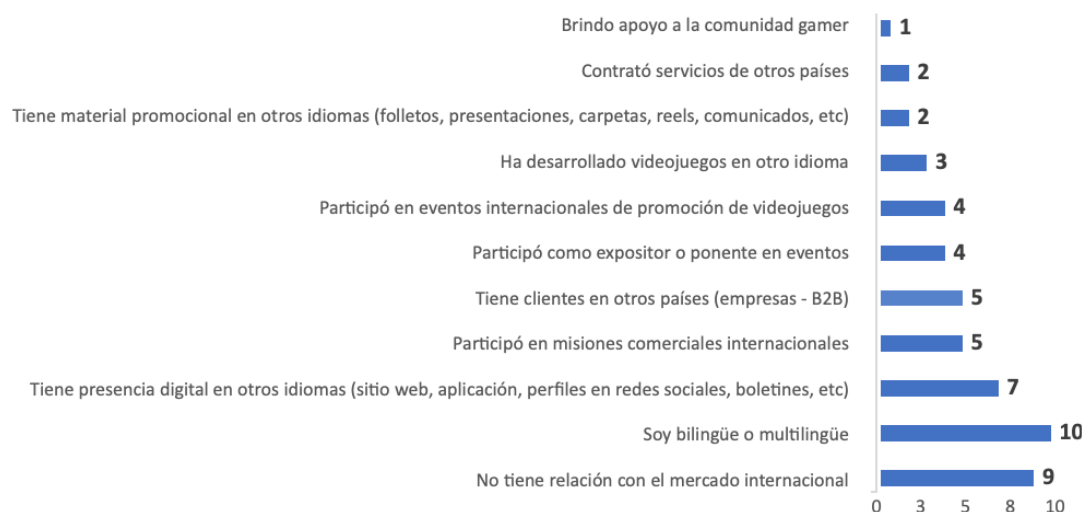 Brindo apoyo a la comunidad gamer 1
Contrató servicios de otros países 2
Tiene material promocional en otros idiomas (folletos, presentaciones, carpetas, reels, comunicados, etc) 2
Ha desarrollado videojuegos en otro idioma 3
Participó en eventos internacionales de promoción de videojuegos 4
Participó como expositor o ponente en eventos 4
Tiene clientes en otros países (empresas - B2B) 5
Participó en misiones comerciales internacionales 5
Tiene presencia digital en otros idiomas (sitio web, aplicación, perfiles en redes sociales, boletines, etc) 7
Soy bilingüe o multilingüe 10
No tiene relación con el mercado internacional 9
0 3 5 8 10